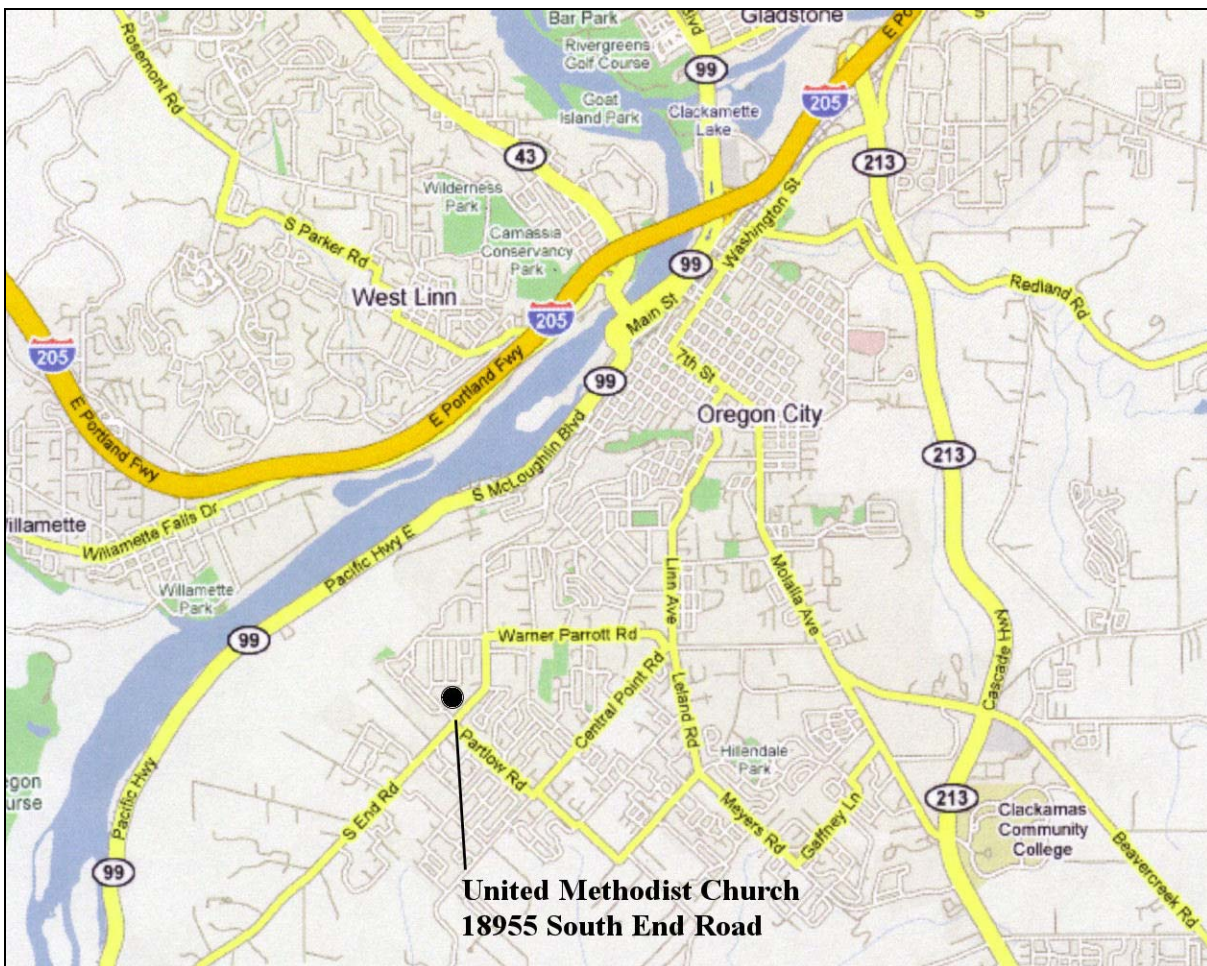 Bar Park
Rivergreens
Golf Course
Gladstone
Blvd
E Po
S
99
205
Rosemont Rd
Goat
Island Park
Clackamette
Lake
43
213
Wilderness
Park
Camassia
Conservancy
Park
Washington St
S Parker Rd
99
West Linn
205
Main St
Redland Rd
205
E Portland Fwy
7th St
99
Oregon City
E Portland Fwy
213
S McLoughlin Blvd
illamette
Willamette Falls Dr
Pacific Hwy E
Willamette
Park
Linn Ave
Molalla Ave
99
Warner Parrott Rd
Cascade Hwy
Central Point Rd
Leland Rd
Partlow Rd
Hillendale
Park
egon
urse
Pacific Hwy
S End Rd
Meyers Rd
Gaffney Ln
213
Clackamas
Community
College
Beavercreek Rd
99
United Methodist Church
18955 South End Road